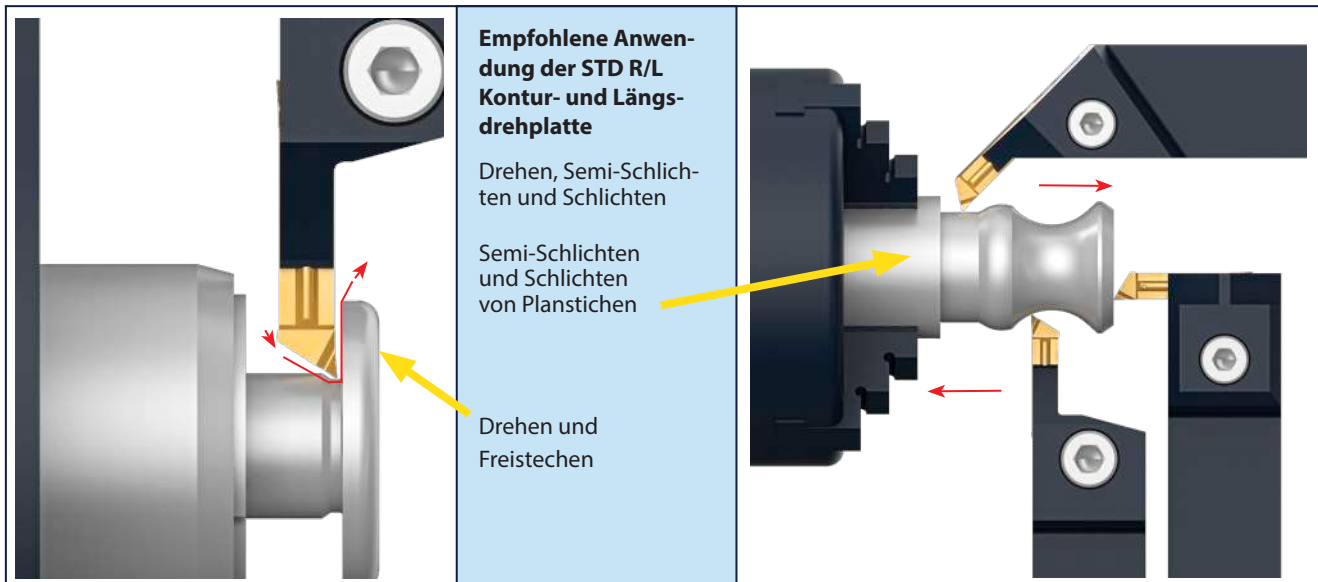 Empfohlene Anwen-
dung der STD R/L
Kontur- und Längs-
drehplatte
Drehen, Semi-Schlich-
ten und Schlichten
Semi-Schlichten
und Schlichten
von Planstichen
Drehen und
Freistechen